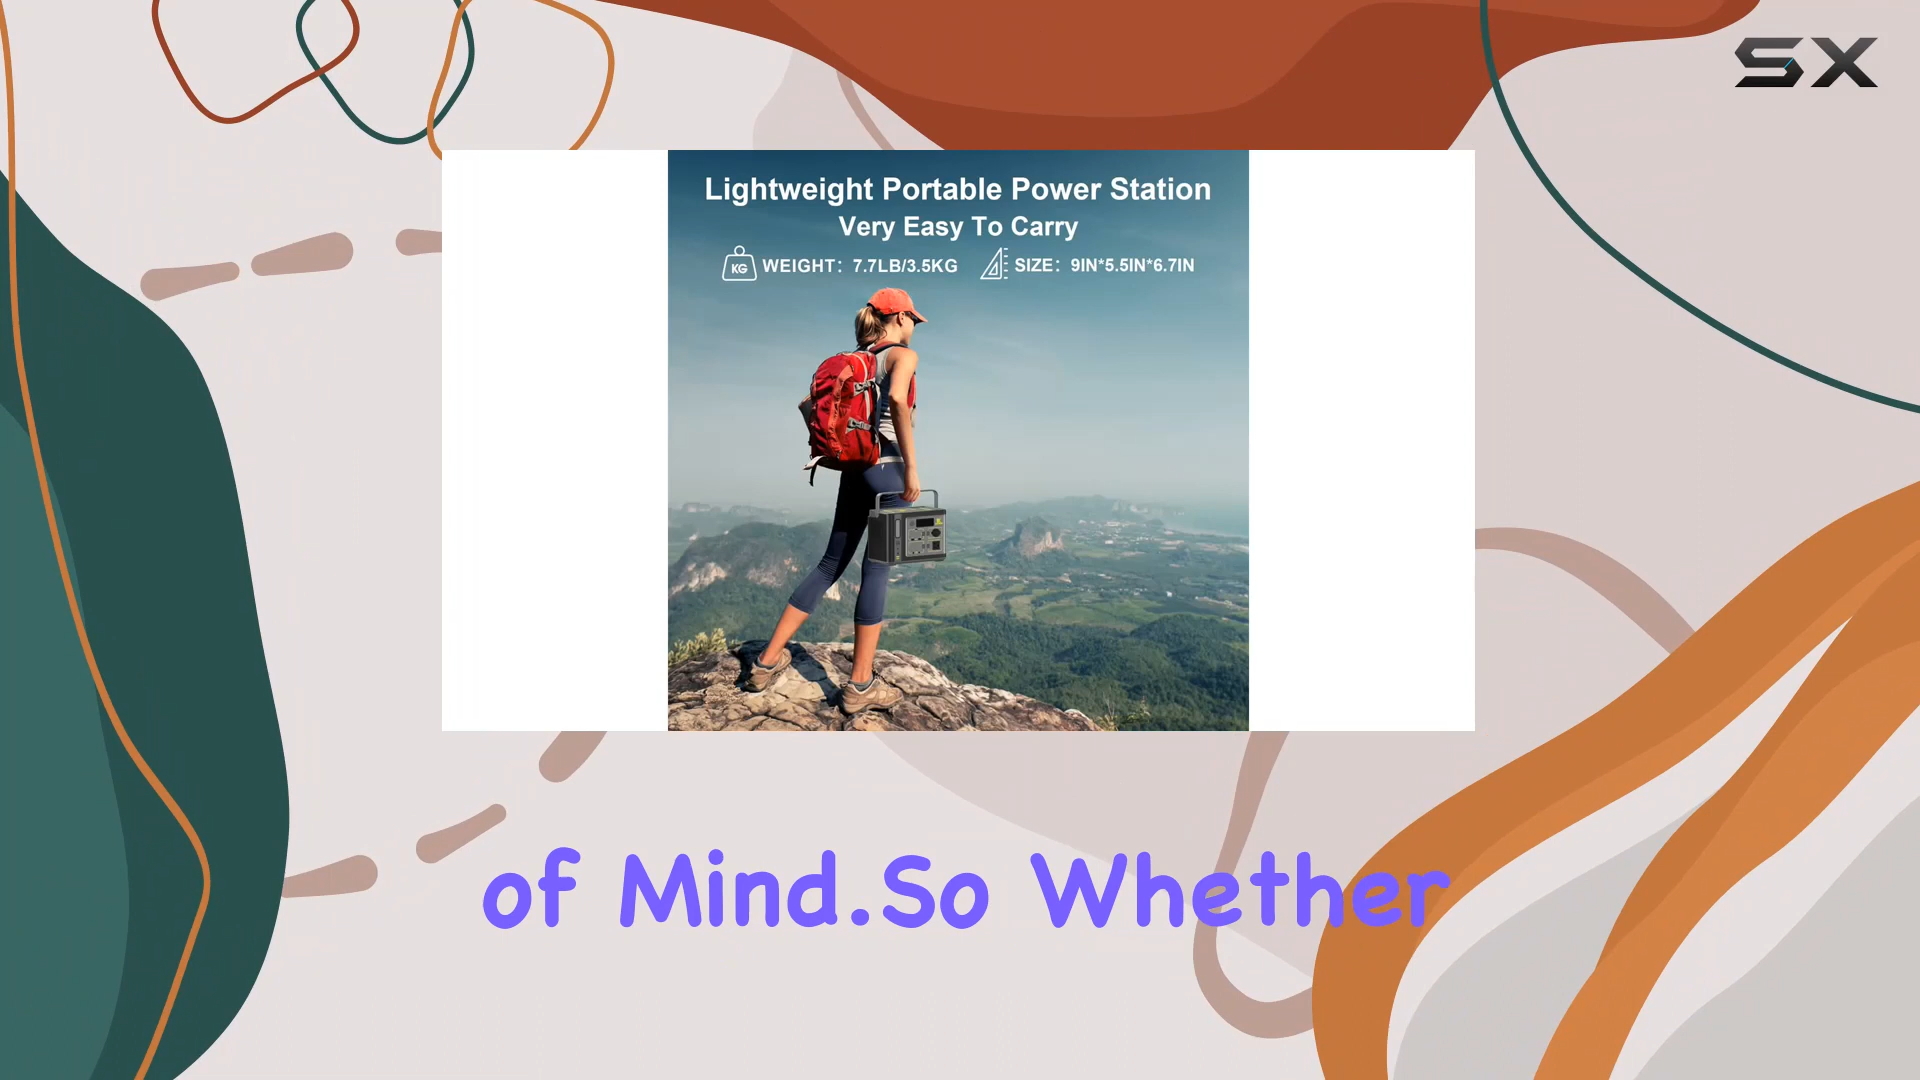 SX
Lightweight Portable Power Station
Very Easy To Carry
KG WEIGHT: 7.7LB/3.5KG SIZE: 9IN*5.5IN*6.7IN
of Mind.So Whether